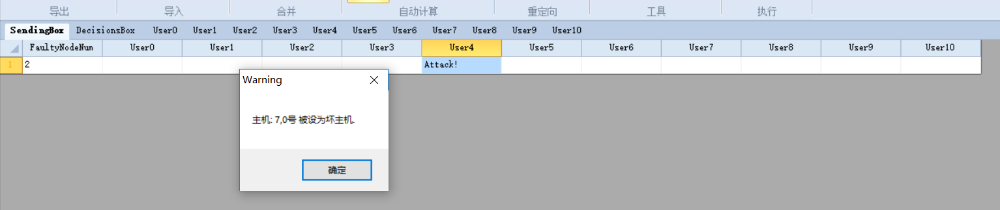 导出 导入 合并 自动计算 重定向 工具 执行
SendingBox DecisionsBox User0 User1 User2 User3 User4 User5 User6 User7 User8 User9 User10
FaultyNodeNum User0 User1 User2 User3 User4 User5 User6 User7 User8 User9 User10
1 2 Attack!
Warning
主机: 7,0号 被设为坏主机.
确定